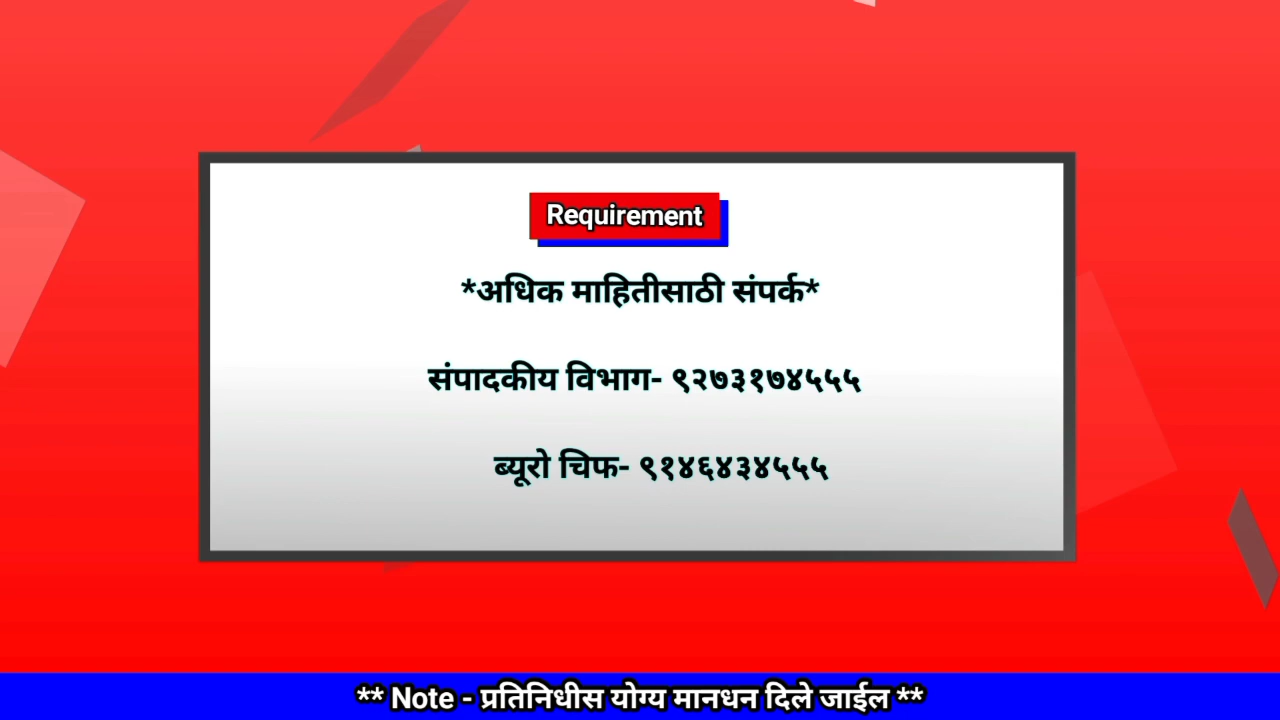 Requirement
*अधिक माहितीसाठी संपर्क*
संपादकीय विभाग- ९२७३१७४५५५
ब्यूरो चिफ- ९१४६४३४५५५
** Note - प्रतिनिधीस योग्य मानधन दिले जाईल **